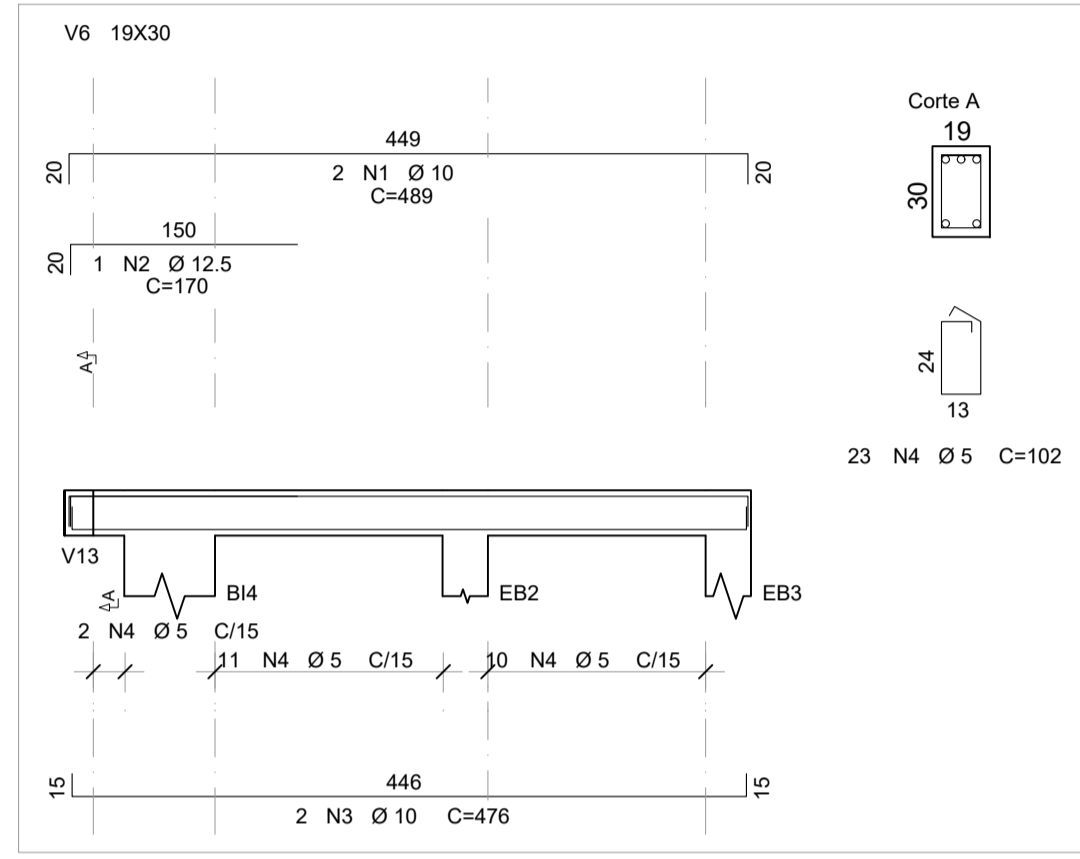 V6 19X30
449
20
20
2 N1 Ø 10
C=489
150
20
1 N2 Ø 12.5
C=170
A
Corte A
19
30
24
13
23 N4 Ø 5 C=102
V13
A
BI4
EB2
EB3
2 N4 Ø 5 C/15
11 N4 Ø 5 C/15
10 N4 Ø 5 C/15
15
446
15
2 N3 Ø 10 C=476